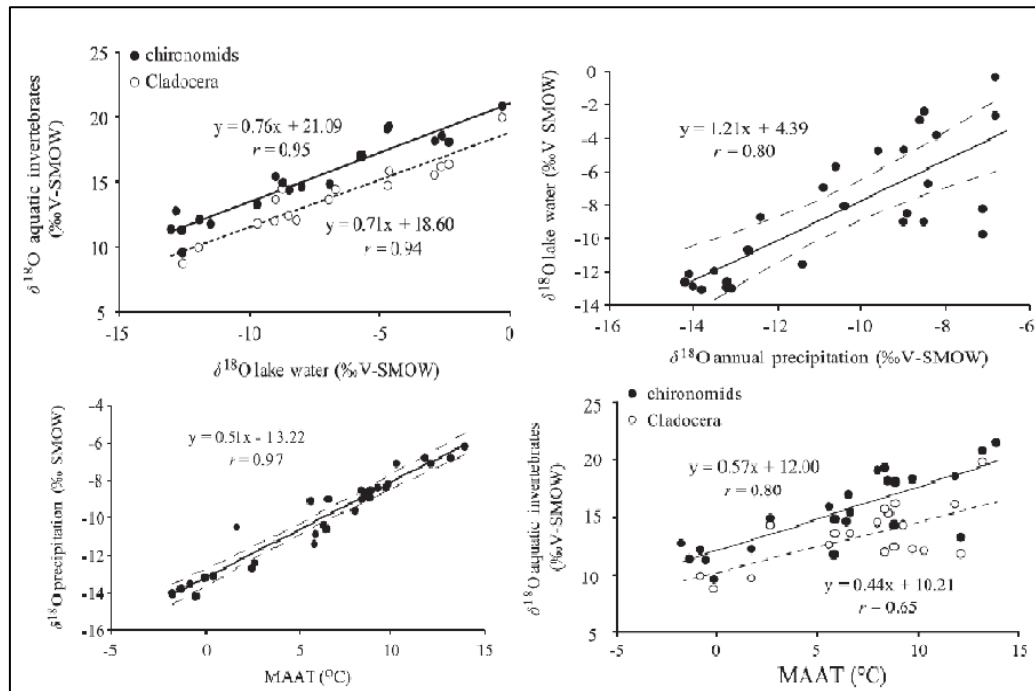 25
20
15
10
5
-15
-10
-5
0
chironomids
Cladocera
y = 0.76x + 21.09
r = 0.95
y = 0.71x + 18.60
r = 0.94
δ¹⁸O aquatic invertebrates
(‰V-SMOW)
δ¹⁸O lake water (‰V-SMOW)
0
-2
-4
-6
-8
-10
-12
-14
-16
-14
-12
-10
-8
-6
y = 1.21x + 4.39
r = 0.80
δ¹⁸O lake water (‰V SMOW)
δ¹⁸O annual precipitation (‰V-SMOW)
-4
-6
-8
-10
-12
-14
-16
0
5
10
15
y = 0.51x - 13.22
r = 0.97
δ¹⁸O precipitation (‰ SMOW)
MAAT (°C)
25
20
15
10
5
-5
0
5
10
15
chironomids
Cladocera
y = 0.57x + 12.00
r = 0.80
y = 0.44x + 10.21
r = 0.65
δ¹⁸O aquatic invertebrates
(‰V-SMOW)
MAAT (°C)